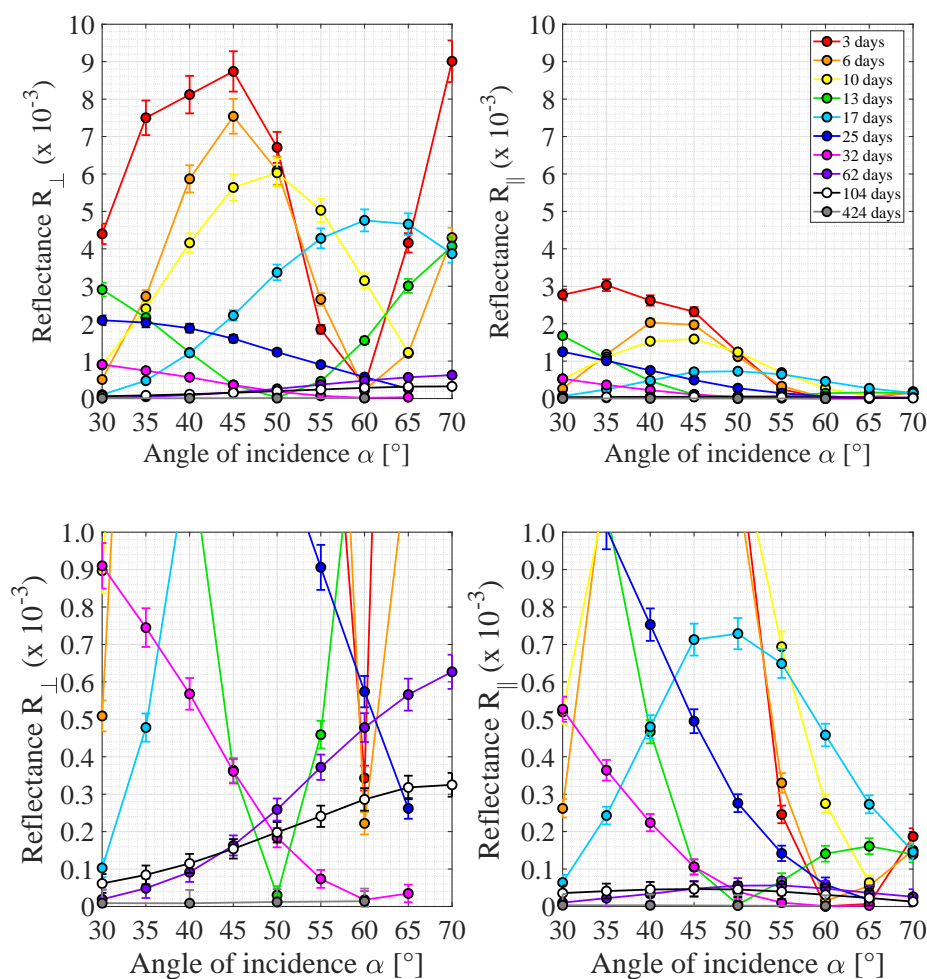 10
9
8
7
6
5
4
3
2
1
0
Reflectance R⊥ (x 10⁻³)
30 35 40 45 50 55 60 65 70
Angle of incidence α [°]
10
9
8
7
6
5
4
3
2
1
0
Reflectance R∥ (x 10⁻³)
30 35 40 45 50 55 60 65 70
Angle of incidence α [°]
3 days
6 days
10 days
13 days
17 days
25 days
32 days
62 days
104 days
424 days
1.0
0.9
0.8
0.7
0.6
0.5
0.4
0.3
0.2
0.1
0
Reflectance R⊥ (x 10⁻³)
30 35 40 45 50 55 60 65 70
Angle of incidence α [°]
1.0
0.9
0.8
0.7
0.6
0.5
0.4
0.3
0.2
0.1
0
Reflectance R∥ (x 10⁻³)
30 35 40 45 50 55 60 65 70
Angle of incidence α [°]